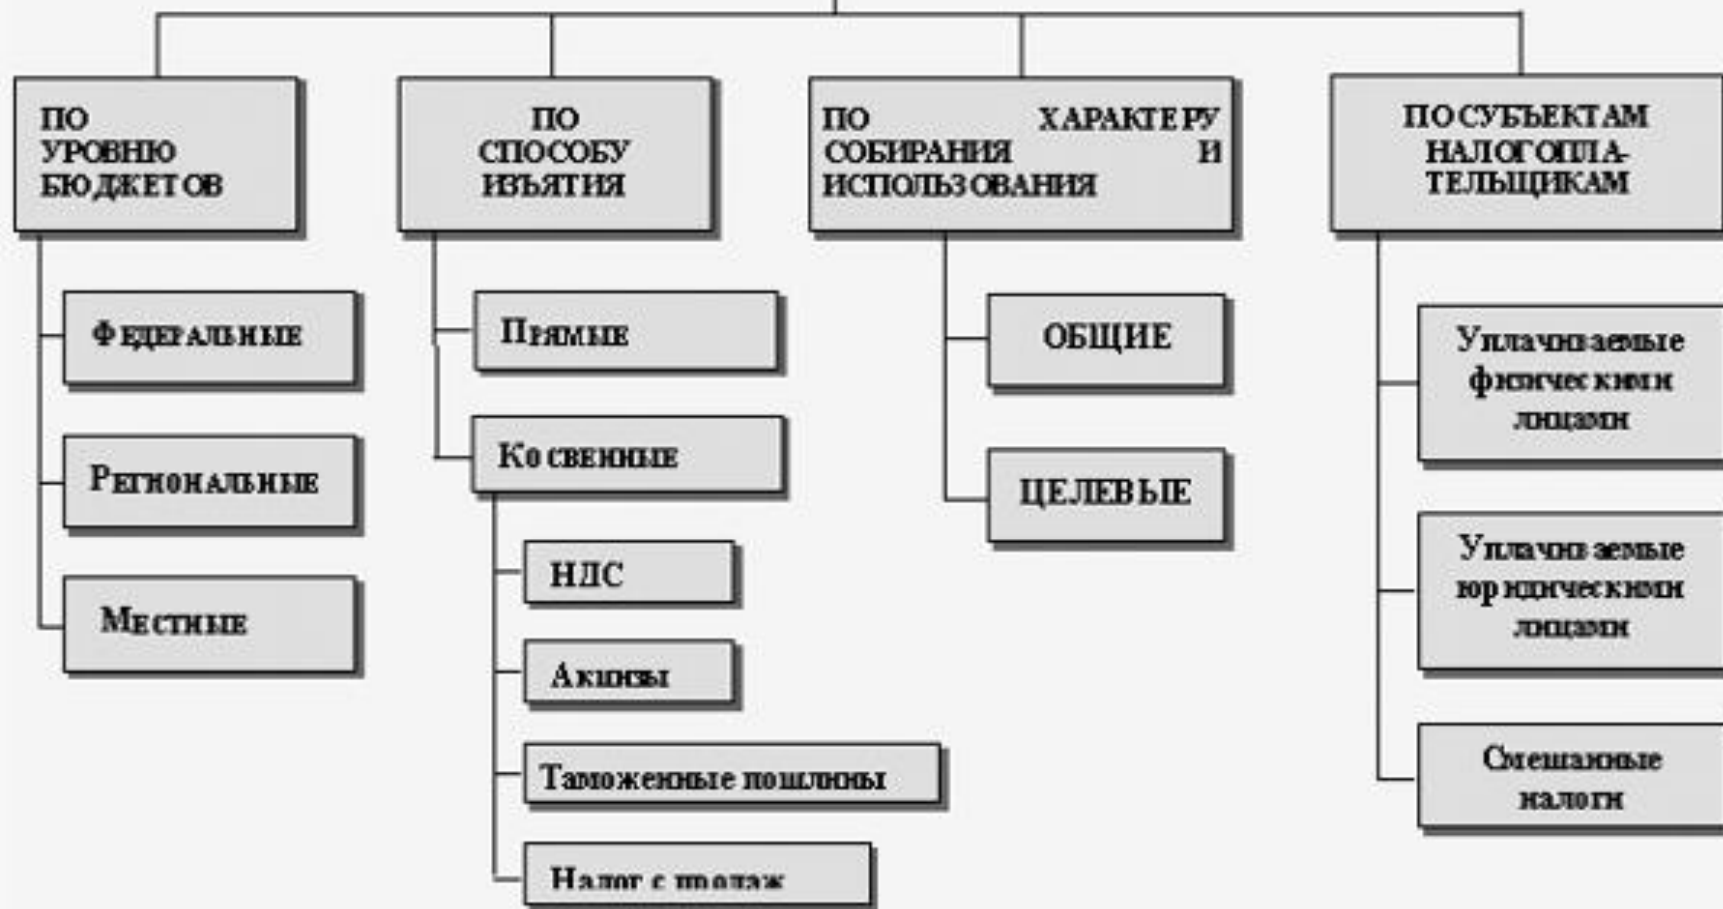 ПО
УРОВНЮ
БЮДЖЕТОВ
Федеральные
Региональные
Местные
ПО
СПОСОБУ
ИЗЪЯТИЯ
Прямые
Косвенные
НДС
Акцизы
Таможенные пошлины
Налог с продаж
ПО ХАРАКТЕРУ
СОБИРАНИЯ И
ИСПОЛЬЗОВАНИЯ
ОБЩИЕ
ЦЕЛЕВЫЕ
ПО СУБЪЕКТАМ
НАЛОГОПЛА-
ТЕЛЬЩИКАМ
Уплачиваемые
физическими
лицами
Уплачиваемые
юридическими
лицами
Смешанные
налоги